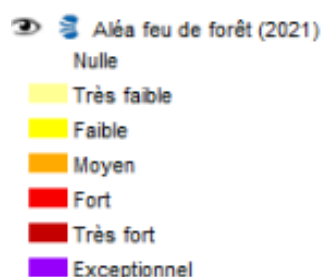 Aléa feu de forêt (2021)
Nulle
Très faible
Faible
Moyen
Fort
Très fort
Exceptionnel